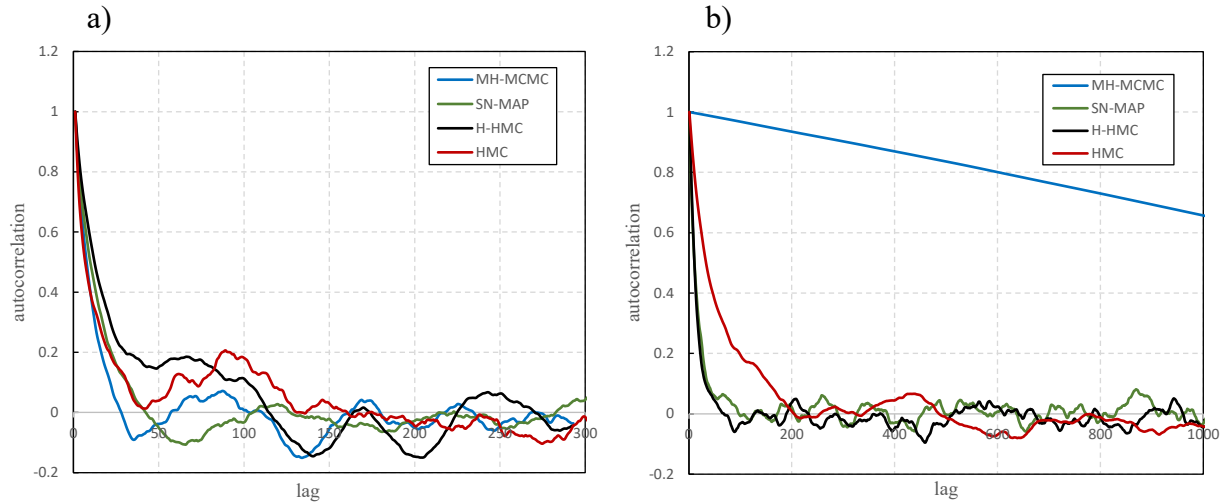 a)
1.2
1
0.8
0.6
0.4
0.2
0
-0.2
0
50
100
150
200
250
300
autocorrelation
lag
MH-MCMC
SN-MAP
H-HMC
HMC
b)
1.2
1
0.8
0.6
0.4
0.2
0
-0.2
0
200
400
600
800
1000
autocorrelation
lag
MH-MCMC
SN-MAP
H-HMC
HMC